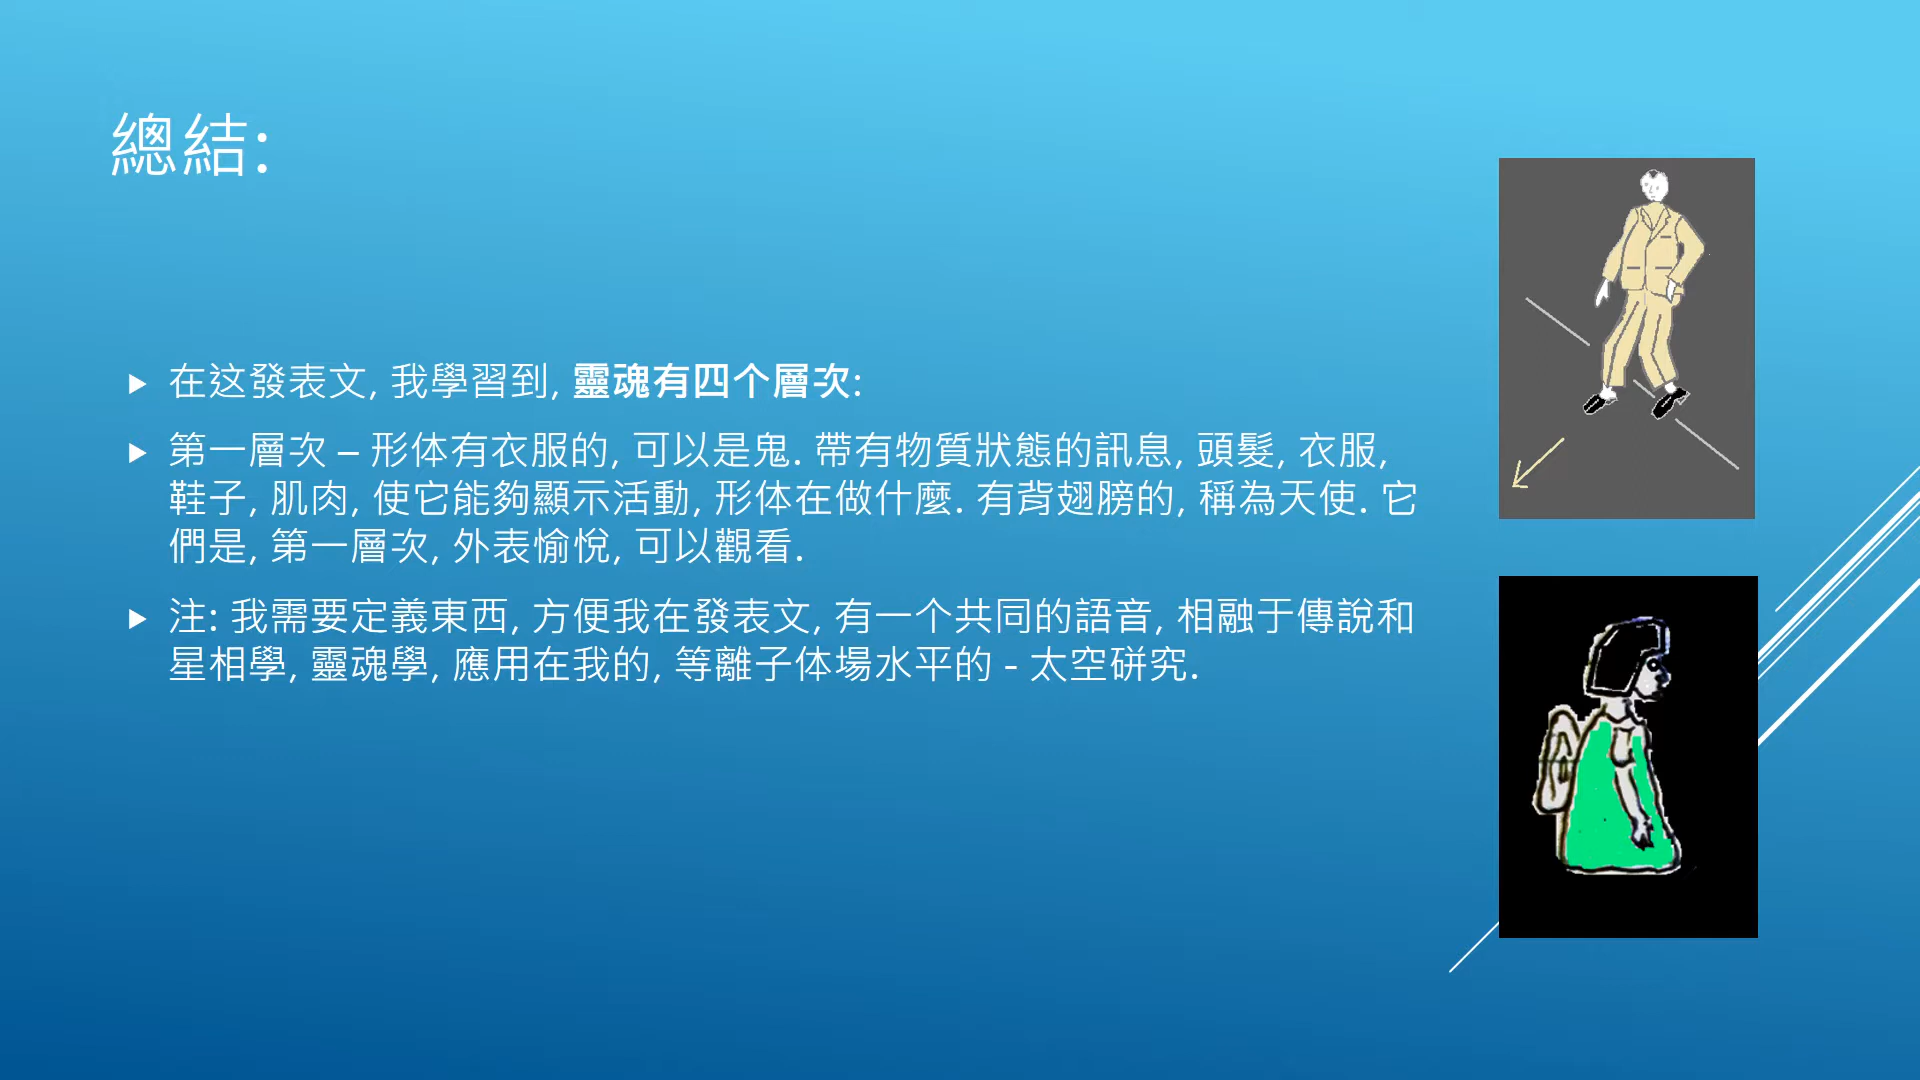 總結:
在这發表文, 我學習到, 靈魂有四个層次:
第一層次 – 形体有衣服的, 可以是鬼. 帶有物質狀態的訊息, 頭髮, 衣服,
鞋子, 肌肉, 使它能夠顯示活動, 形体在做什麼. 有背翅膀的, 稱為天使. 它
們是, 第一層次, 外表愉悅, 可以觀看.
注: 我需要定義東西, 方便我在發表文, 有一个共同的語音, 相融于傳說和
星相學, 靈魂學, 應用在我的, 等離子体場水平的 - 太空研究.